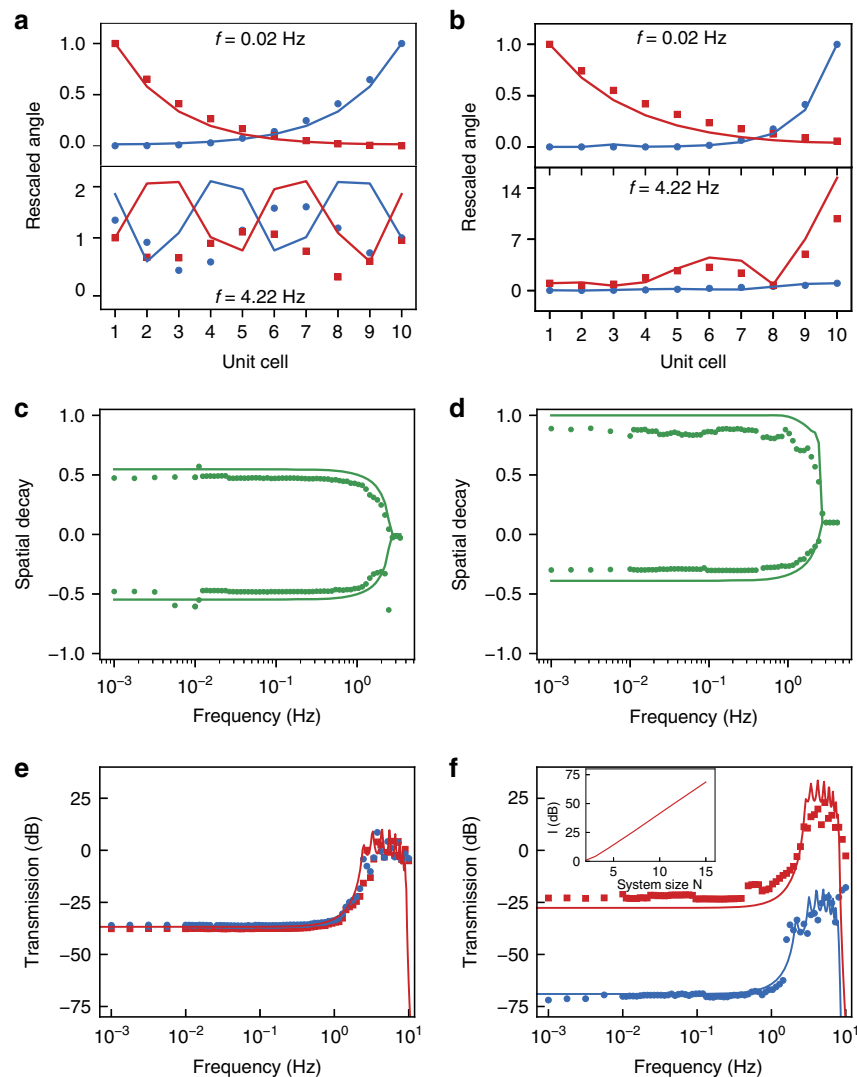 a
f = 0.02 Hz
1.0
0.5
0.0
Rescaled angle
2
1
0
f = 4.22 Hz
1 2 3 4 5 6 7 8 9 10
Unit cell
b
f = 0.02 Hz
1.0
0.5
0.0
Rescaled angle
f = 4.22 Hz
14
7
0
1 2 3 4 5 6 7 8 9 10
Unit cell
c
1.0
0.5
0.0
−0.5
−1.0
Spatial decay
10⁻³ 10⁻² 10⁻¹ 10⁰
Frequency (Hz)
d
1.0
0.5
0.0
−0.5
−1.0
Spatial decay
10⁻³ 10⁻² 10⁻¹ 10⁰
Frequency (Hz)
e
25
0
−25
−50
−75
Transmission (dB)
10⁻³ 10⁻² 10⁻¹ 10⁰ 10¹
Frequency (Hz)
f
25
0
−25
−50
−75
Transmission (dB)
75
50
25
0
I (dB)
5 10 15
System size N
10⁻³ 10⁻² 10⁻¹ 10⁰ 10¹
Frequency (Hz)